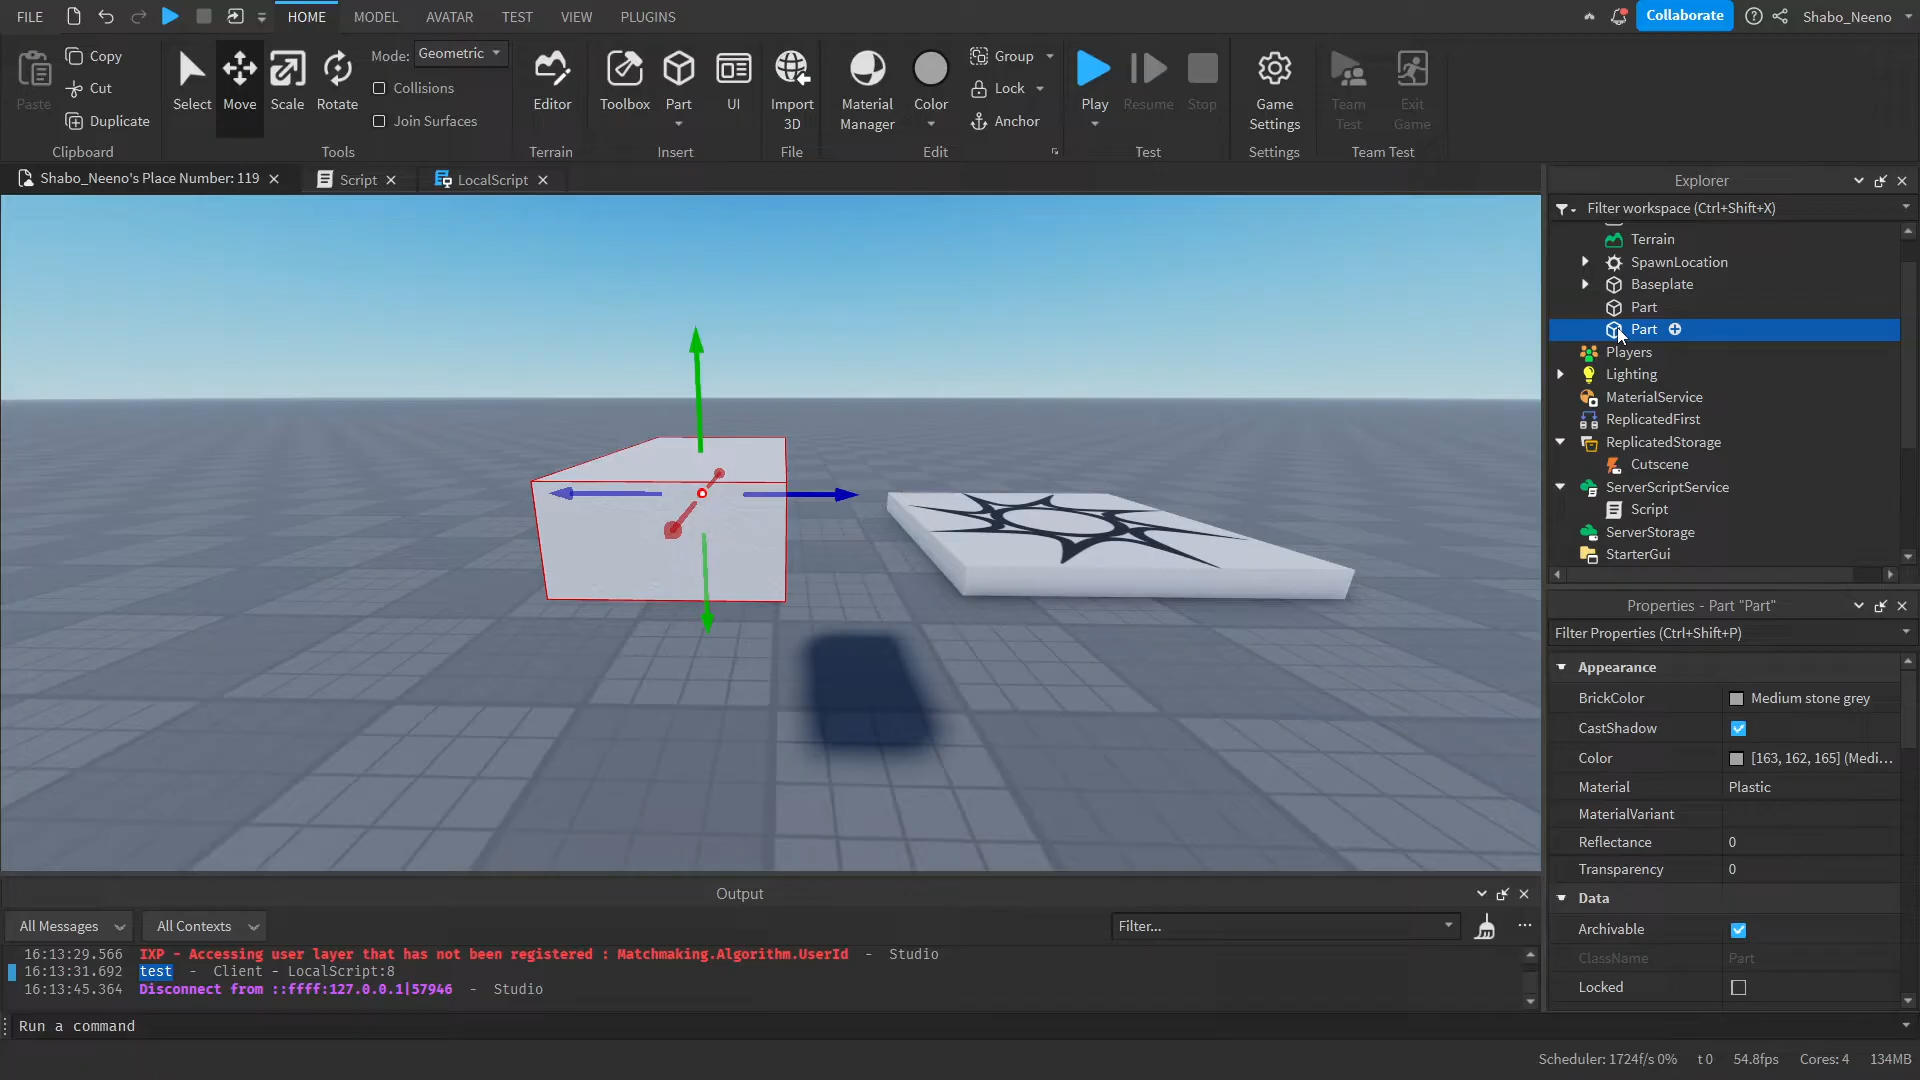 FILE HOME MODEL AVATAR TEST VIEW PLUGINS Collaborate Shabo_Neeno
Paste
Copy
Cut
Duplicate
Clipboard
Select Move Scale Rotate
Mode: Geometric
Collisions
Join Surfaces
Tools
Editor
Terrain
Toolbox Part UI
Insert
Import
3D
File
Material
Manager
Color
Group
Lock
Anchor
Edit
Play Resume Stop
Test
Game
Settings
Settings
Team
Test
Exit
Game
Team Test
Shabo_Neeno's Place Number: 119
Script
LocalScript
Explorer
Filter workspace (Ctrl+Shift+X)
Terrain
SpawnLocation
Baseplate
Part
Part
Players
Lighting
MaterialService
ReplicatedFirst
ReplicatedStorage
Cutscene
ServerScriptService
Script
ServerStorage
StarterGui
Properties - Part "Part"
Filter Properties (Ctrl+Shift+P)
Appearance
BrickColor Medium stone grey
CastShadow
Color [163, 162, 165] (Medi...
Material Plastic
MaterialVariant
Reflectance 0
Transparency 0
Data
Archivable
ClassName Part
Locked
Output
All Messages All Contexts Filter...
16:13:29.566 IXP - Accessing user layer that has not been registered : Matchmaking.Algorithm.UserId - Studio
16:13:31.692 test - Client - LocalScript:8
16:13:45.364 Disconnect from ::ffff:127.0.0.1|57946 - Studio
Run a command
Scheduler: 1724f/s 0% t 0 54.8fps Cores: 4 134MB